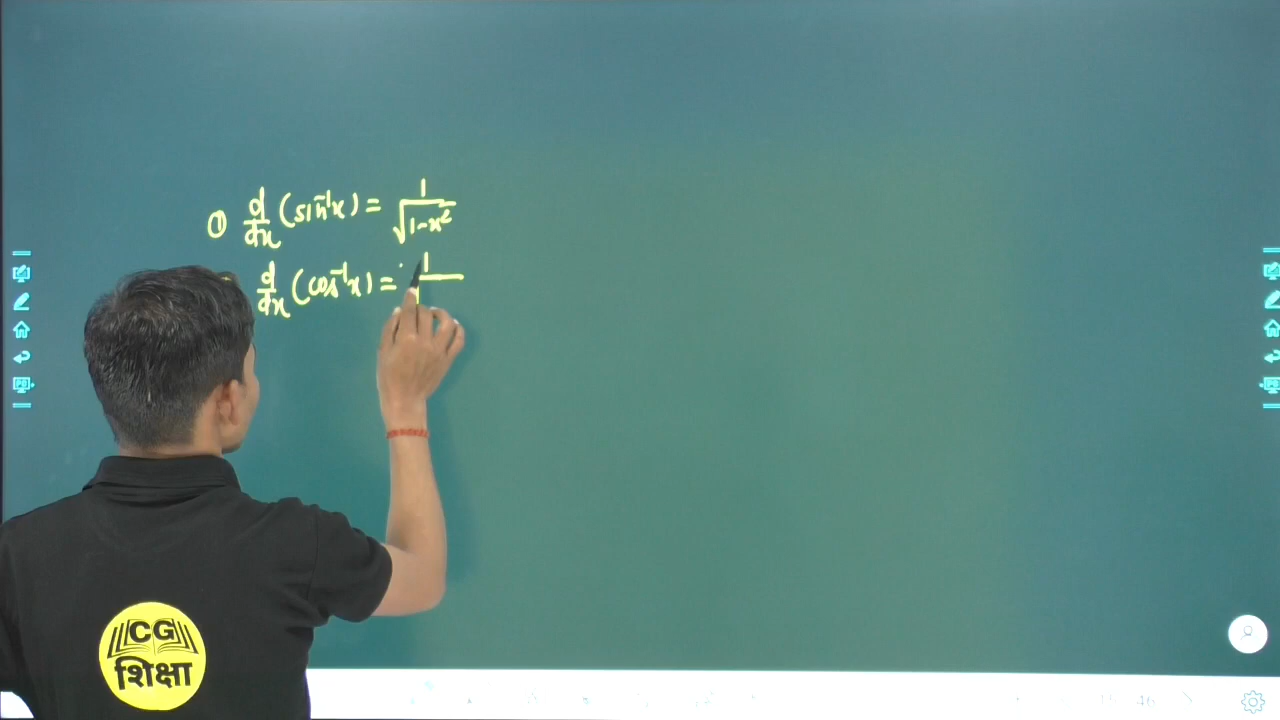 ① d/dx (sin⁻¹x) = 1/√(1-x²)
d/dx (cos⁻¹x) = 1
CG
शिक्षा